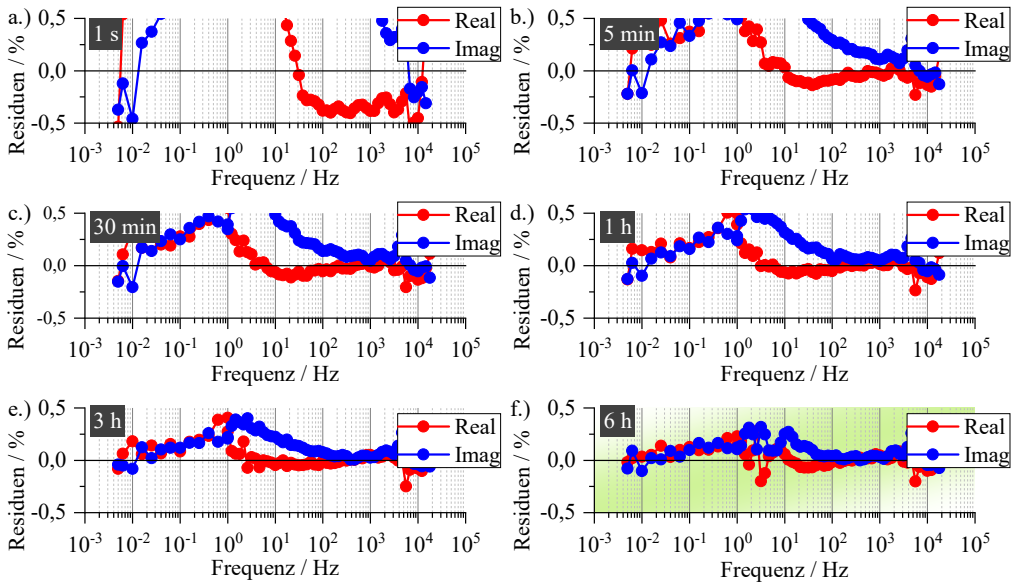 a.) 0,5 1 s Real Imag
0,0
-0,5
Residuen / %
10-3 10-2 10-1 100 101 102 103 104 105
Frequenz / Hz
b.) 0,5 5 min Real Imag
0,0
-0,5
Residuen / %
10-3 10-2 10-1 100 101 102 103 104 105
Frequenz / Hz
c.) 0,5 30 min Real Imag
0,0
-0,5
Residuen / %
10-3 10-2 10-1 100 101 102 103 104 105
Frequenz / Hz
d.) 0,5 1 h Real Imag
0,0
-0,5
Residuen / %
10-3 10-2 10-1 100 101 102 103 104 105
Frequenz / Hz
e.) 0,5 3 h Real Imag
0,0
-0,5
Residuen / %
10-3 10-2 10-1 100 101 102 103 104 105
Frequenz / Hz
f.) 0,5 6 h Real Imag
0,0
-0,5
Residuen / %
10-3 10-2 10-1 100 101 102 103 104 105
Frequenz / Hz